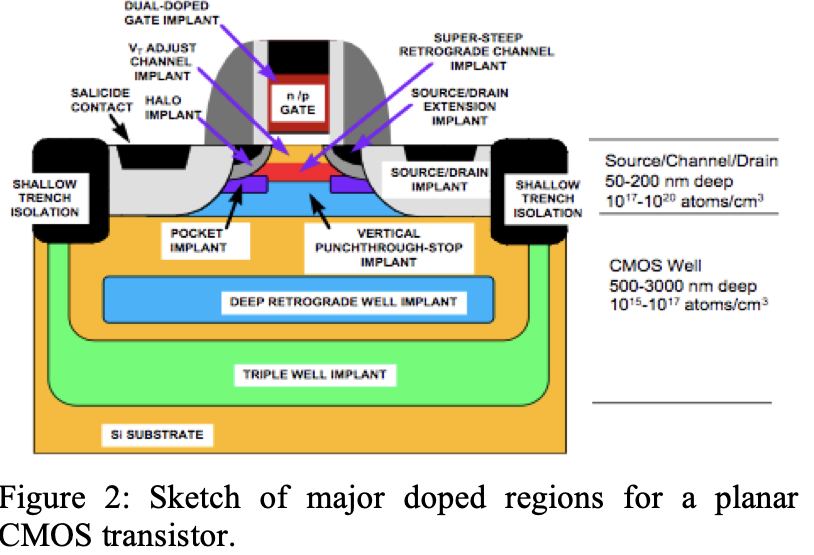 DUAL-DOPED
GATE IMPLANT
SUPER-STEEP
RETROGRADE CHANNEL
IMPLANT
V_T ADJUST
CHANNEL
IMPLANT
SALICIDE
CONTACT
HALO
IMPLANT
n /p
GATE
SOURCE/DRAIN
EXTENSION
IMPLANT
SHALLOW
TRENCH
ISOLATION
SOURCE/DRAIN
IMPLANT
SHALLOW
TRENCH
ISOLATION
Source/Channel/Drain
50-200 nm deep
10¹⁷-10²⁰ atoms/cm³
POCKET
IMPLANT
VERTICAL
PUNCHTHROUGH-STOP
IMPLANT
CMOS Well
500-3000 nm deep
10¹⁵-10¹⁷ atoms/cm³
DEEP RETROGRADE WELL IMPLANT
TRIPLE WELL IMPLANT
Si SUBSTRATE
Figure 2: Sketch of major doped regions for a planar
CMOS transistor.